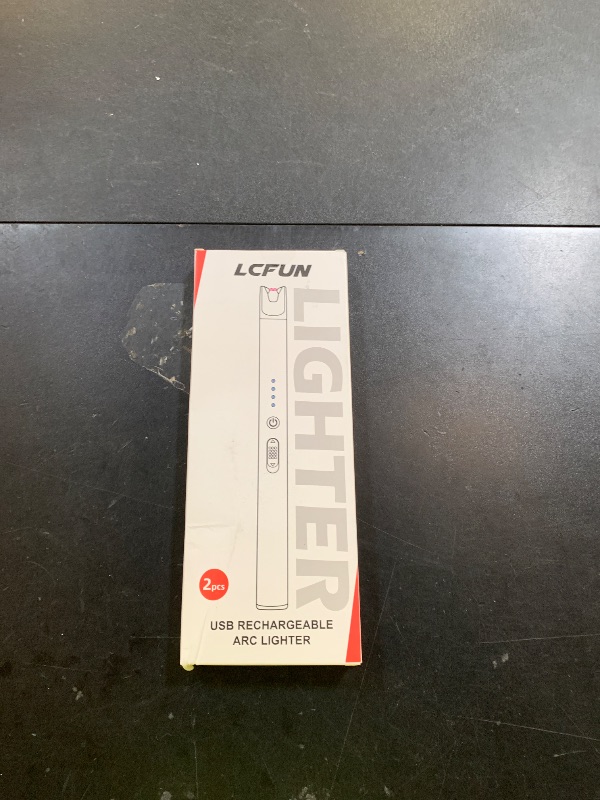 LCFUN
LIGHTER
2pcs
USB RECHARGEABLE
ARC LIGHTER